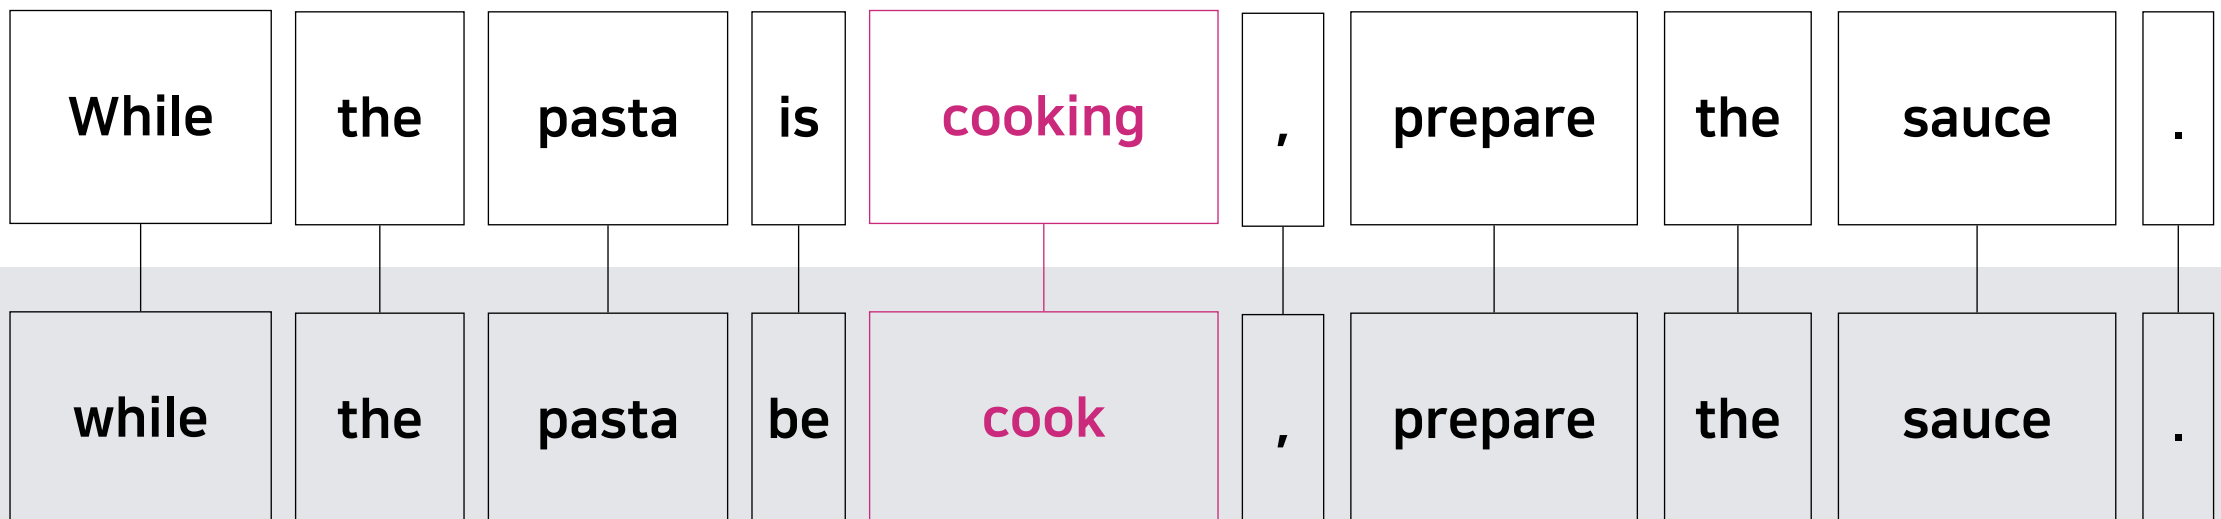 While the pasta is cooking , prepare the sauce .
while the pasta be cook , prepare the sauce .